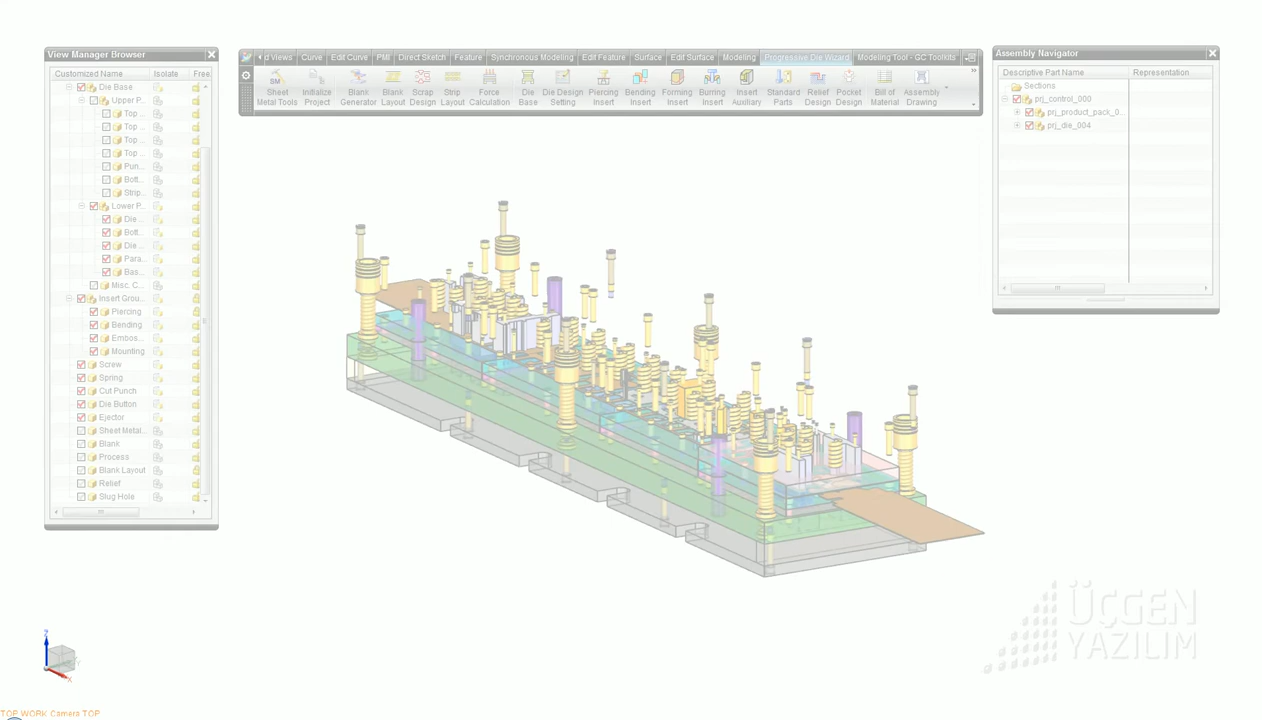 View Manager Browser
Customized Name Isolate Free
Die Base
Upper P...
Top ...
Top ...
Top ...
Top ...
Pun...
Bott...
Strip...
Lower P...
Die ...
Bott...
Die ...
Para...
Bas...
Misc. C...
Insert Grou...
Piercing
Bending
Embos...
Mounting
Screw
Spring
Cut Punch
Die Button
Ejector
Sheet Metal...
Blank
Process
Blank Layout
Relief
Slug Hole
d Views Curve Edit Curve PMI Direct Sketch Feature Synchronous Modeling Edit Feature Surface Edit Surface Modeling Progressive Die Wizard Modeling Tool - GC Toolkits
SM Metal Tools
Initialize Project
Blank Generator
Blank Layout
Scrap Design
Strip Layout
Force Calculation
Die Base
Die Design Setting
Piercing Insert
Bending Insert
Forming Insert
Burring Insert
Insert Auxiliary
Standard Parts
Relief Design
Pocket Design
Bill of Material
Assembly Drawing
Assembly Navigator
Descriptive Part Name Representation
Sections
prj_control_000
prj_product_pack_0...
prj_die_004
ÜÇGEN
YAZILIM
Z
Y
X
TOP WORK Camera TOP